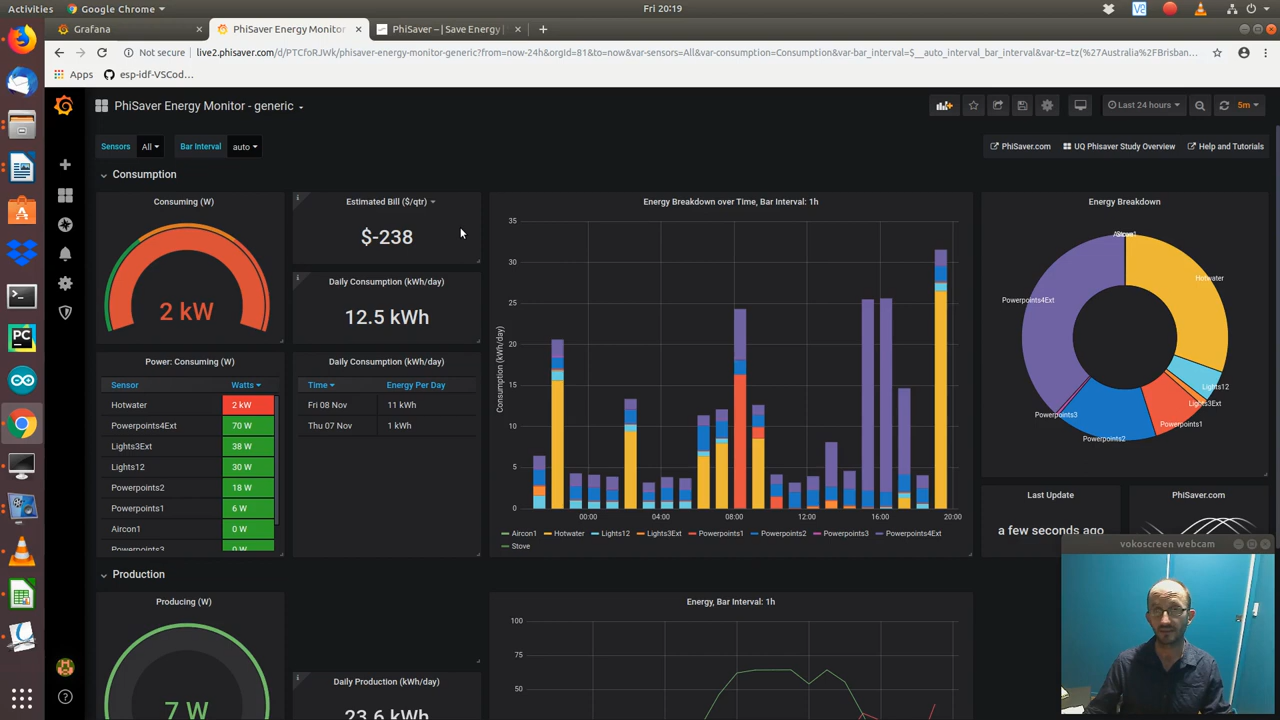 Activities Google Chrome Fri 20:19
Grafana × PhiSaver Energy Monitor × PhiSaver – | Save Energy ×
Not secure live2.phisaver.com/d/PTCfoRJWk/phisaver-energy-monitor-generic?from=now-24h&orgId=81&to=now&var-sensors=All&var-consumption=Consumption&var-bar_interval=$__auto_interval_bar_interval&var-tz=tz(%27Australia%2FBrisban...
Apps esp-idf-VSCod...
PhiSaver Energy Monitor - generic
Last 24 hours 5m
Sensors All Bar Interval auto PhiSaver.com UQ Phisaver Study Overview Help and Tutorials
Consumption
Consuming (W)
2 kW
Estimated Bill ($/qtr)
$-238
Daily Consumption (kWh/day)
12.5 kWh
Power: Consuming (W)
Sensor Watts
Hotwater 2 kW
Powerpoints4Ext 70 W
Lights3Ext 38 W
Lights12 30 W
Powerpoints2 18 W
Powerpoints1 6 W
Aircon1 0 W
Powerpoints3 0 W
Daily Consumption (kWh/day)
Time Energy Per Day
Fri 08 Nov 11 kWh
Thu 07 Nov 1 kWh
Energy Breakdown over Time, Bar Interval: 1h
Consumption (kWh/day)
35
30
25
20
15
10
5
0
00:00 04:00 08:00 12:00 16:00 20:00
Aircon1 Hotwater Lights12 Lights3Ext Powerpoints1 Powerpoints2 Powerpoints3 Powerpoints4Ext
Stove
Energy Breakdown
Hotwater
Powerpoints4Ext
Lights12
Lights3Ext
Powerpoints3
Powerpoints1
Powerpoints2
Last Update
a few seconds ago
PhiSaver.com
vokoscreen webcam
Production
Producing (W)
7 W
Daily Production (kWh/day)
23.6 kWh
Energy, Bar Interval: 1h
100
75
50
V2
PC